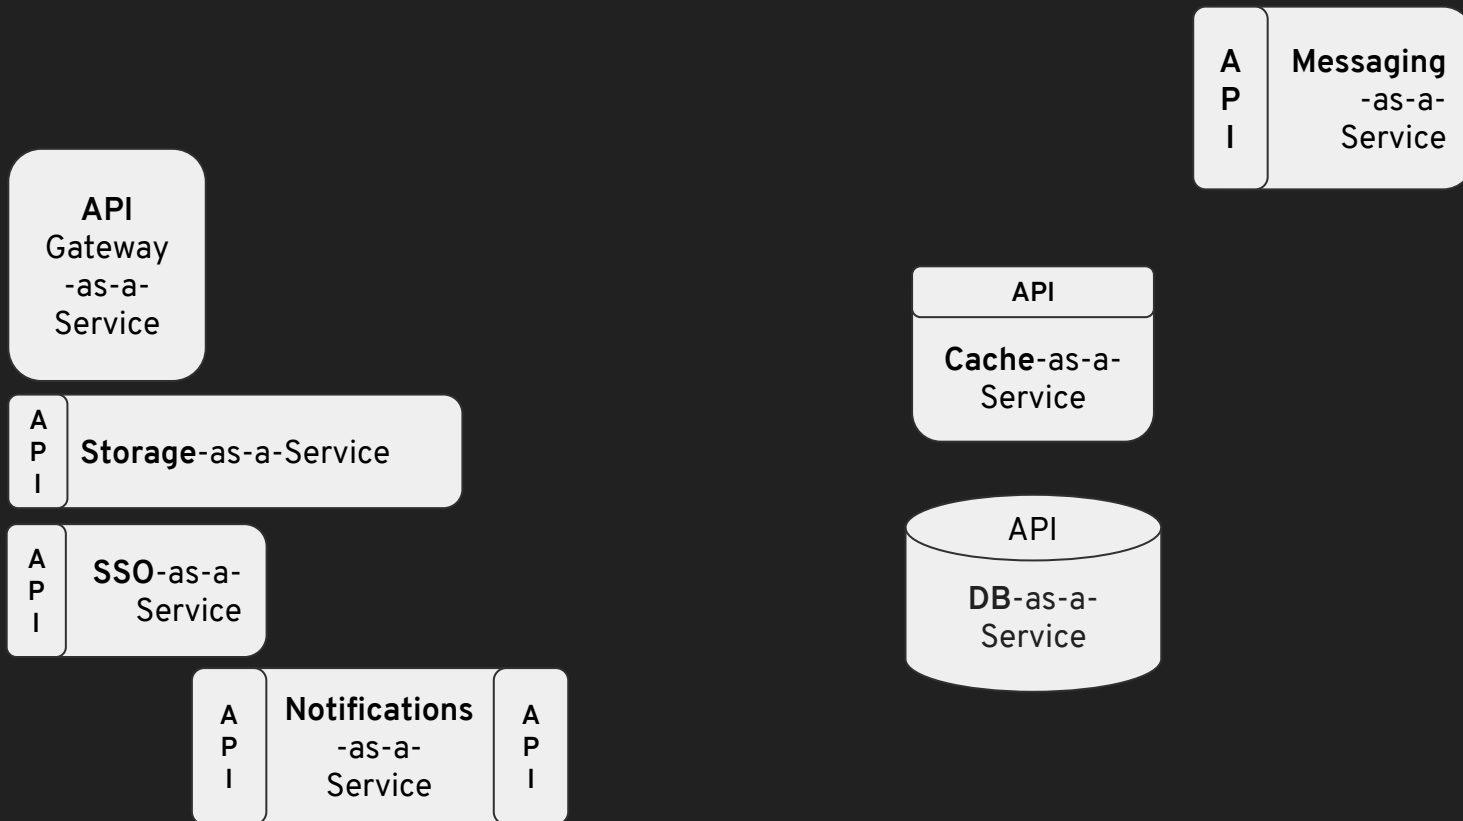 A
P
I
Messaging
-as-a-
Service
API
Gateway
-as-a-
Service
API
Cache-as-a-
Service
A
P
I
Storage-as-a-Service
API
DB-as-a-
Service
A
P
I
SSO-as-a-
Service
A
P
I
Notifications
-as-a-
Service
A
P
I